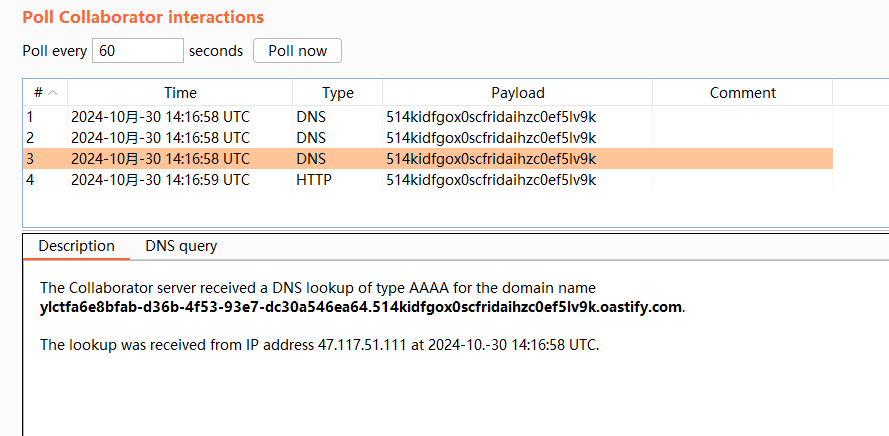 Poll Collaborator interactions
Poll every 60 seconds Poll now
# Time Type Payload Comment
1 2024-10月-30 14:16:58 UTC DNS 514kidfgox0scfridaihzc0ef5lv9k
2 2024-10月-30 14:16:58 UTC DNS 514kidfgox0scfridaihzc0ef5lv9k
3 2024-10月-30 14:16:58 UTC DNS 514kidfgox0scfridaihzc0ef5lv9k
4 2024-10月-30 14:16:59 UTC HTTP 514kidfgox0scfridaihzc0ef5lv9k
Description DNS query
The Collaborator server received a DNS lookup of type AAAA for the domain name
ylctfa6e8bfab-d36b-4f53-93e7-dc30a546ea64.514kidfgox0scfridaihzc0ef5lv9k.oastify.com.
The lookup was received from IP address 47.117.51.111 at 2024-10.-30 14:16:58 UTC.